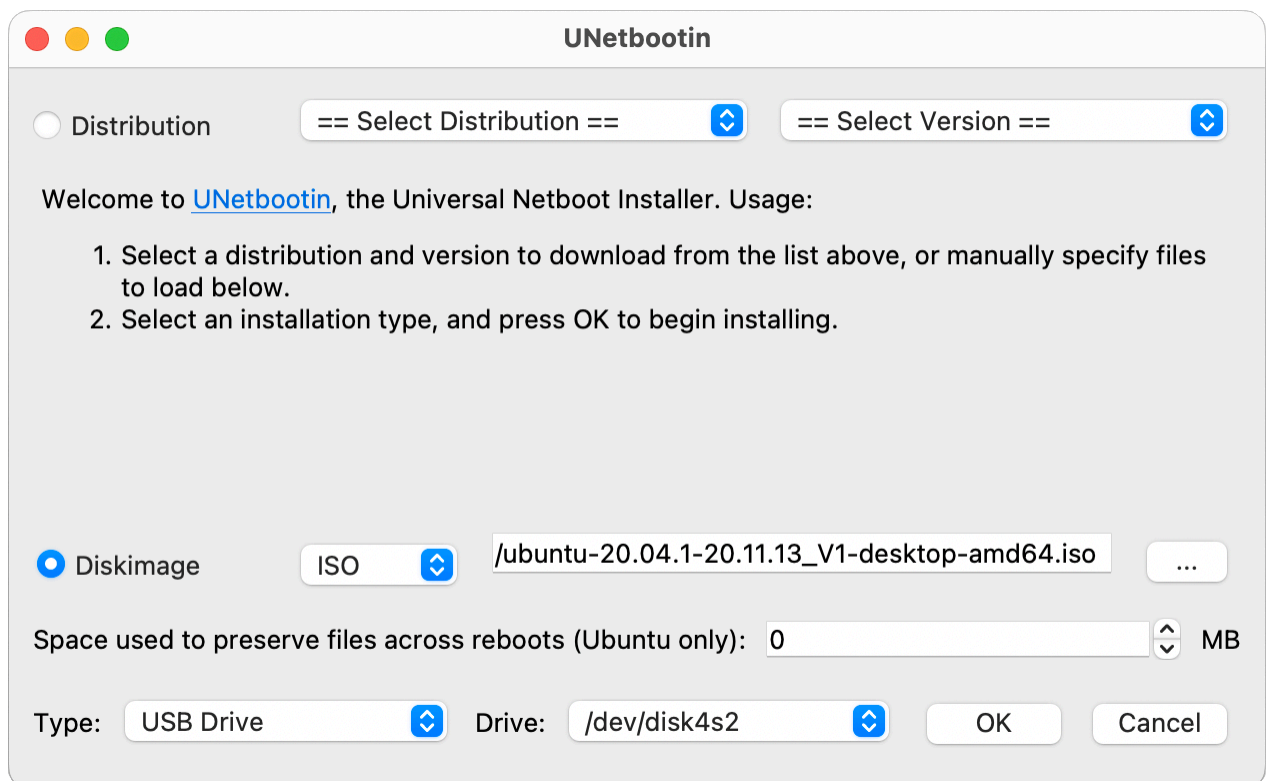 UNetbootin
Distribution == Select Distribution == == Select Version ==
Welcome to UNetbootin, the Universal Netboot Installer. Usage:
1. Select a distribution and version to download from the list above, or manually specify files
to load below.
2. Select an installation type, and press OK to begin installing.
Diskimage ISO /ubuntu-20.04.1-20.11.13_V1-desktop-amd64.iso ...
Space used to preserve files across reboots (Ubuntu only): 0 MB
Type: USB Drive Drive: /dev/disk4s2 OK Cancel